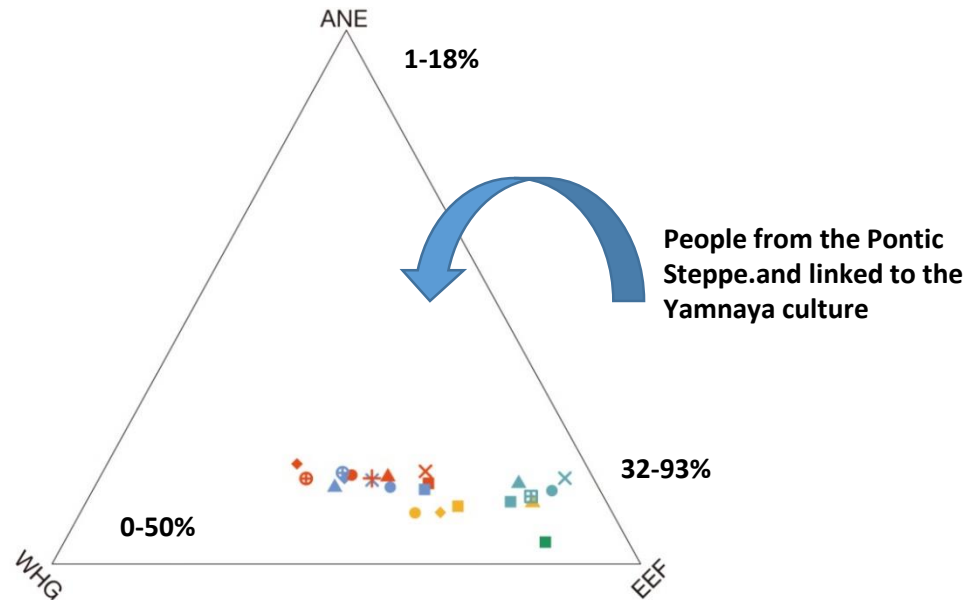 ANE
1-18%
People from the Pontic
Steppe.and linked to the
Yamnaya culture
32-93%
0-50%
WHG
EEF